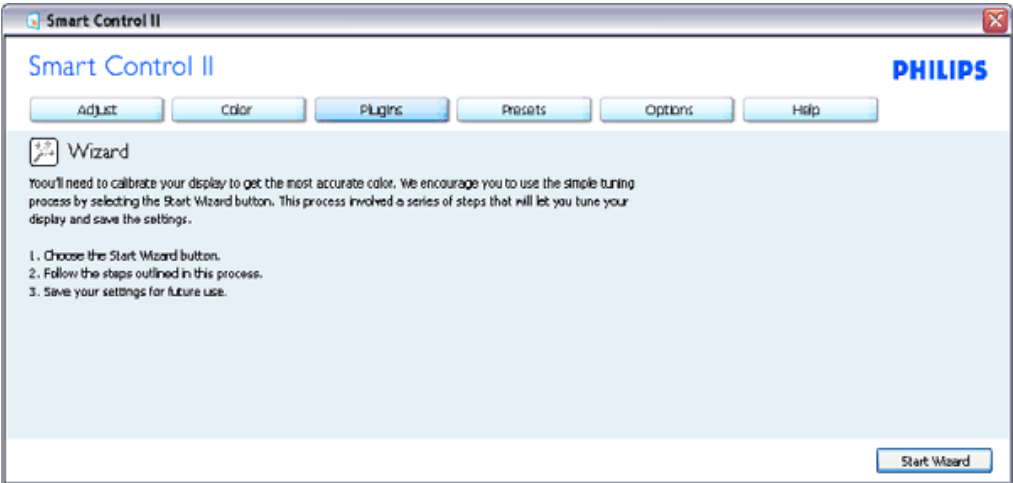 Smart Control II
Smart Control II
PHILIPS
Adjust Color Plugins Presets Options Help
Wizard
Yoou'll need to calibrate your display to get the most accurate color. We encourage you to use the simple tuning
process by selecting the Start Wizard button. This process involved a series of steps that will let you tune your
display and save the settings.
1. Choose the Start Wizard button.
2. Follow the steps outlined in this process.
3. Save your settings for future use.
Start Wizard